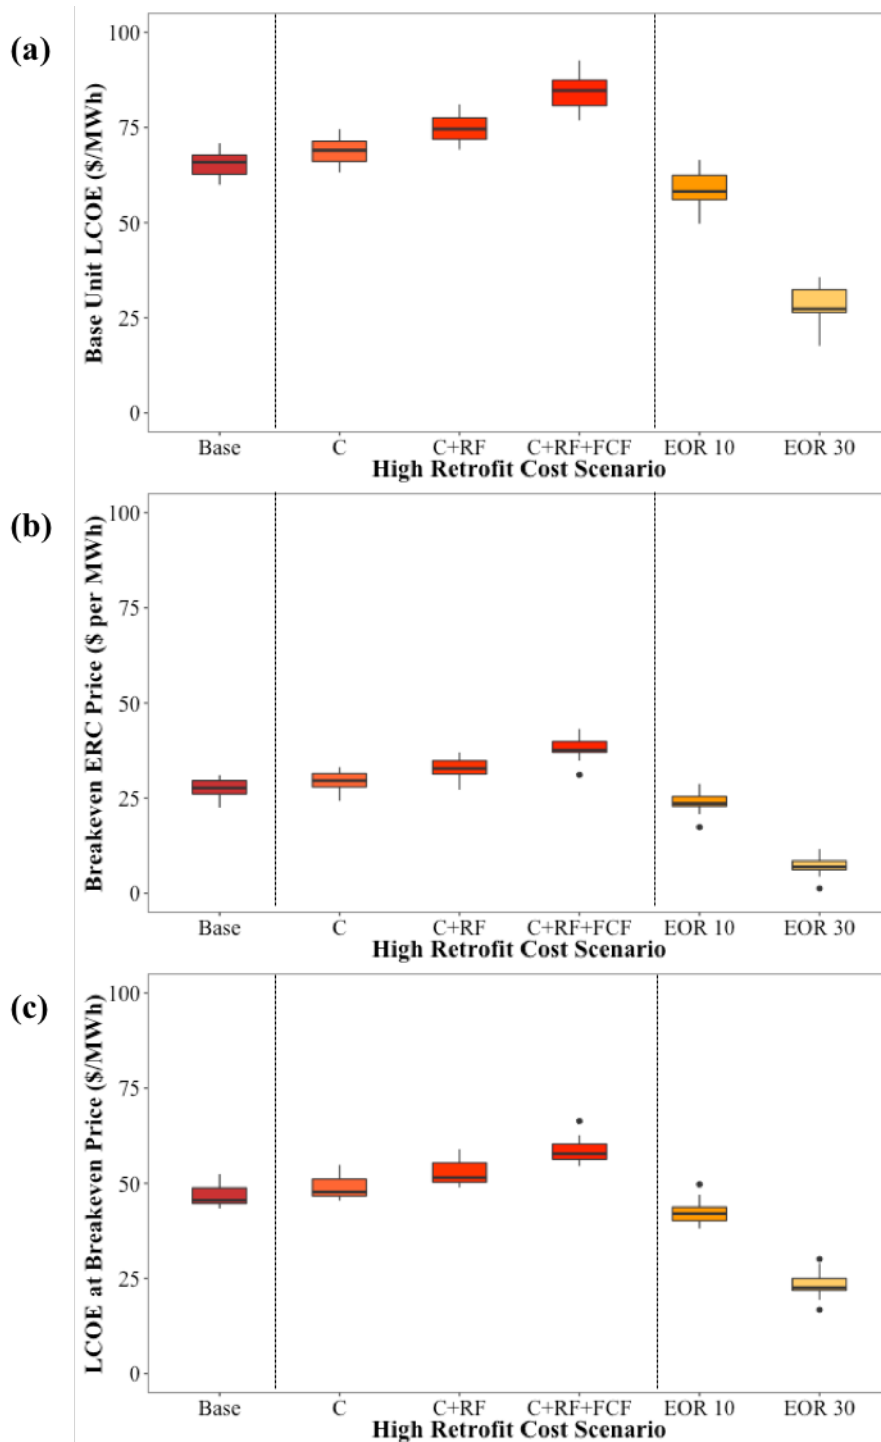 (a)
Base Unit LCOE ($/MWh)
100
75
50
25
0
Base C C+RF C+RF+FCF EOR 10 EOR 30
High Retrofit Cost Scenario
(b)
Breakeven ERC Price ($ per MWh)
100
75
50
25
0
Base C C+RF C+RF+FCF EOR 10 EOR 30
High Retrofit Cost Scenario
(c)
LCOE at Breakeven Price ($/MWh)
100
75
50
25
0
Base C C+RF C+RF+FCF EOR 10 EOR 30
High Retrofit Cost Scenario